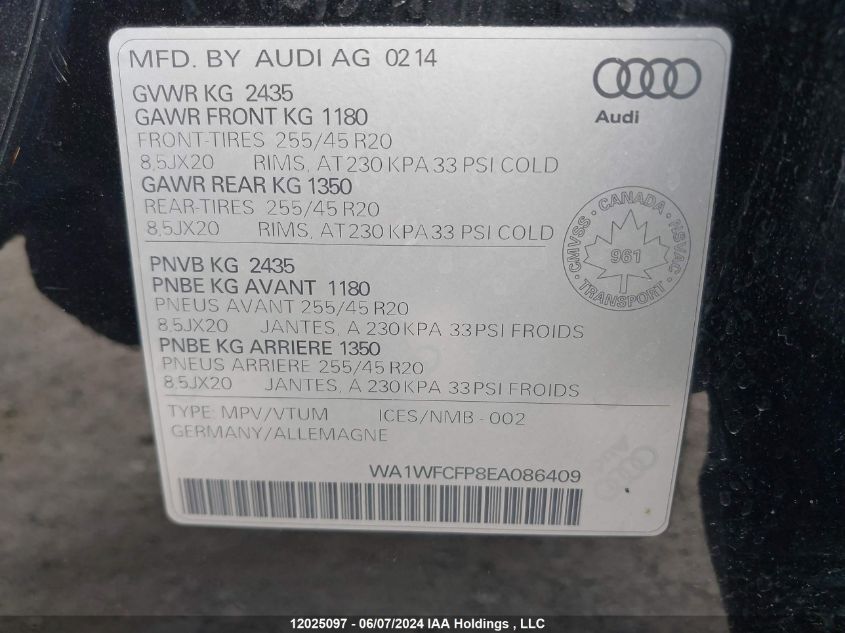 MFD. BY AUDI AG 02 14
Audi
GVWR KG 2435
GAWR FRONT KG 1180
FRONT-TIRES 255/45 R20
8,5JX20 RIMS, AT 230 KPA 33 PSI COLD
GAWR REAR KG 1350
REAR-TIRES 255/45 R20
8,5JX20 RIMS, AT 230 KPA 33 PSI COLD
CMVSS · CANADA · NSVAC · TRANSPORT ·
961
PNVB KG 2435
PNBE KG AVANT 1180
PNEUS AVANT 255/45 R20
8,5JX20 JANTES, A 230 KPA 33 PSI FROIDS
PNBE KG ARRIERE 1350
PNEUS ARRIERE 255/45 R20
8,5JX20 JANTES, A 230 KPA 33 PSI FROIDS
TYPE: MPV/VTUM ICES/NMB - 002
GERMANY/ALLEMAGNE
WA1WFCFP8EA086409
12025097 - 06/07/2024 IAA Holdings , LLC